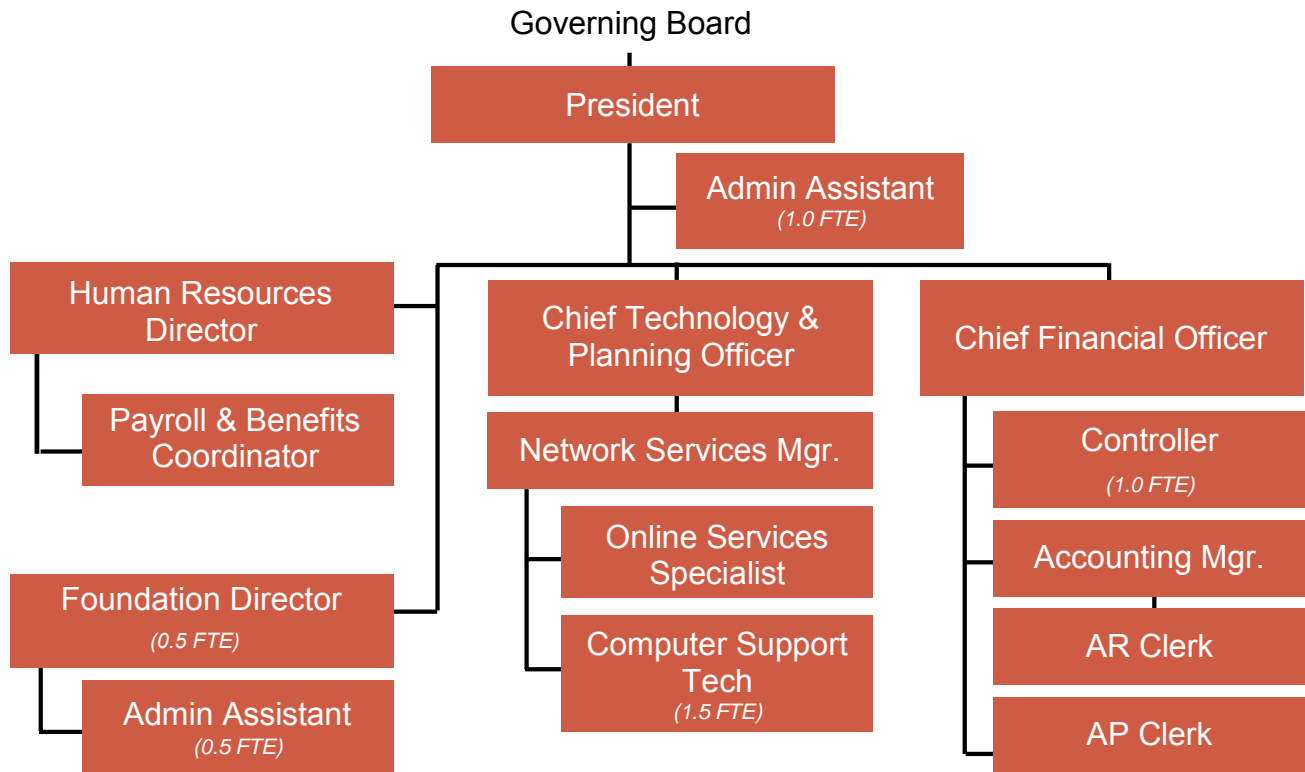 Governing Board
President
Admin Assistant
(1.0 FTE)
Human Resources
Director
Payroll & Benefits
Coordinator
Foundation Director
(0.5 FTE)
Admin Assistant
(0.5 FTE)
Chief Technology &
Planning Officer
Network Services Mgr.
Online Services
Specialist
Computer Support
Tech
(1.5 FTE)
Chief Financial Officer
Controller
(1.0 FTE)
Accounting Mgr.
AR Clerk
AP Clerk